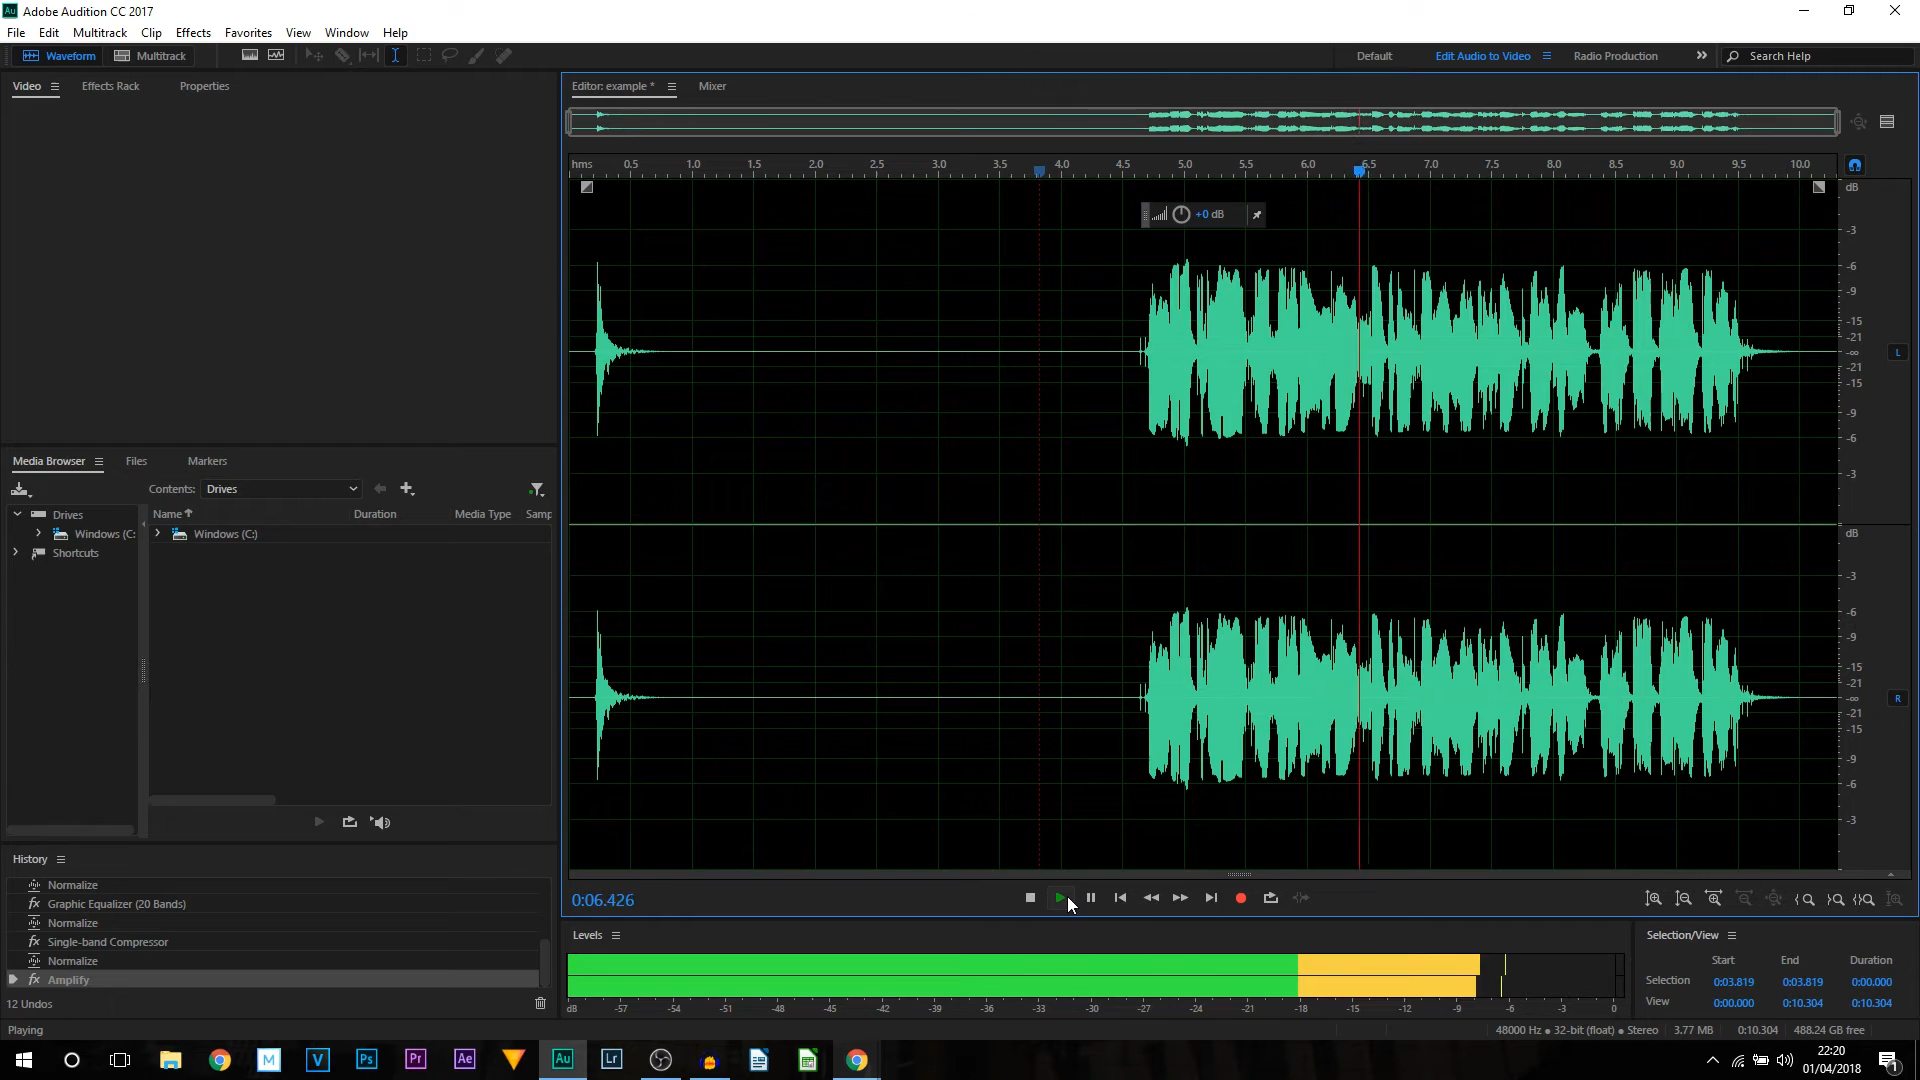 Au Adobe Audition CC 2017
File Edit Multitrack Clip Effects Favorites View Window Help
Waveform Multitrack Default Edit Audio to Video Radio Production Search Help
Video Effects Rack Properties
Editor: example * Mixer
hms 0.5 1.0 1.5 2.0 2.5 3.0 3.5 4.0 4.5 5.0 5.5 6.0 6.5 7.0 7.5 8.0 8.5 9.0 9.5 10.0
dB
+0 dB
-3
-6
-9
-15
-21
-∞
L
-21
-15
-9
-6
-3
dB
-3
-6
-9
-15
-21
-∞
R
-21
-15
-9
-6
-3
Media Browser Files Markers
Contents: Drives
Drives
Windows (C:
Shortcuts
Name Duration Media Type Samp
Windows (C:)
History
Normalize
fx Graphic Equalizer (20 Bands)
Normalize
fx Single-band Compressor
Normalize
fx Amplify
12 Undos
0:06.426
Levels
dB -57 -54 -51 -48 -45 -42 -39 -36 -33 -30 -27 -24 -21 -18 -15 -12 -9 -6 -3 0
Selection/View
Start End Duration
Selection 0:03.819 0:03.819 0:00.000
View 0:00.000 0:10.304 0:10.304
Playing
48000 Hz ● 32-bit (float) ● Stereo 3.77 MB 0:10.304 488.24 GB free
M V Ps Pr Ae Au Lr
22:20
01/04/2018
1